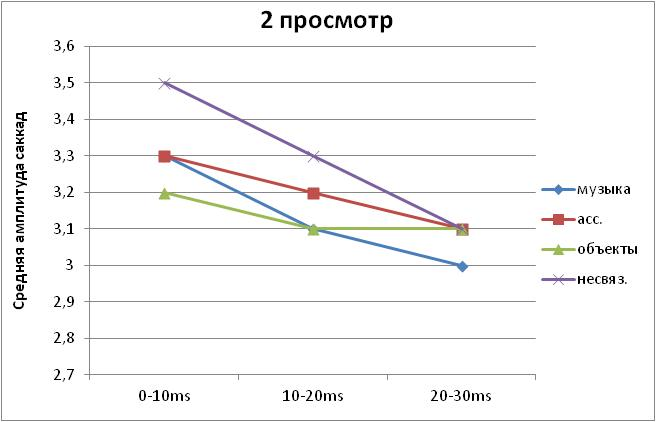 2 просмотр
Средняя амплитуда саккад
3,6
3,5
3,4
3,3
3,2
3,1
3
2,9
2,8
2,7
0-10ms
10-20ms
20-30ms
музыка
асс.
объекты
несвяз.